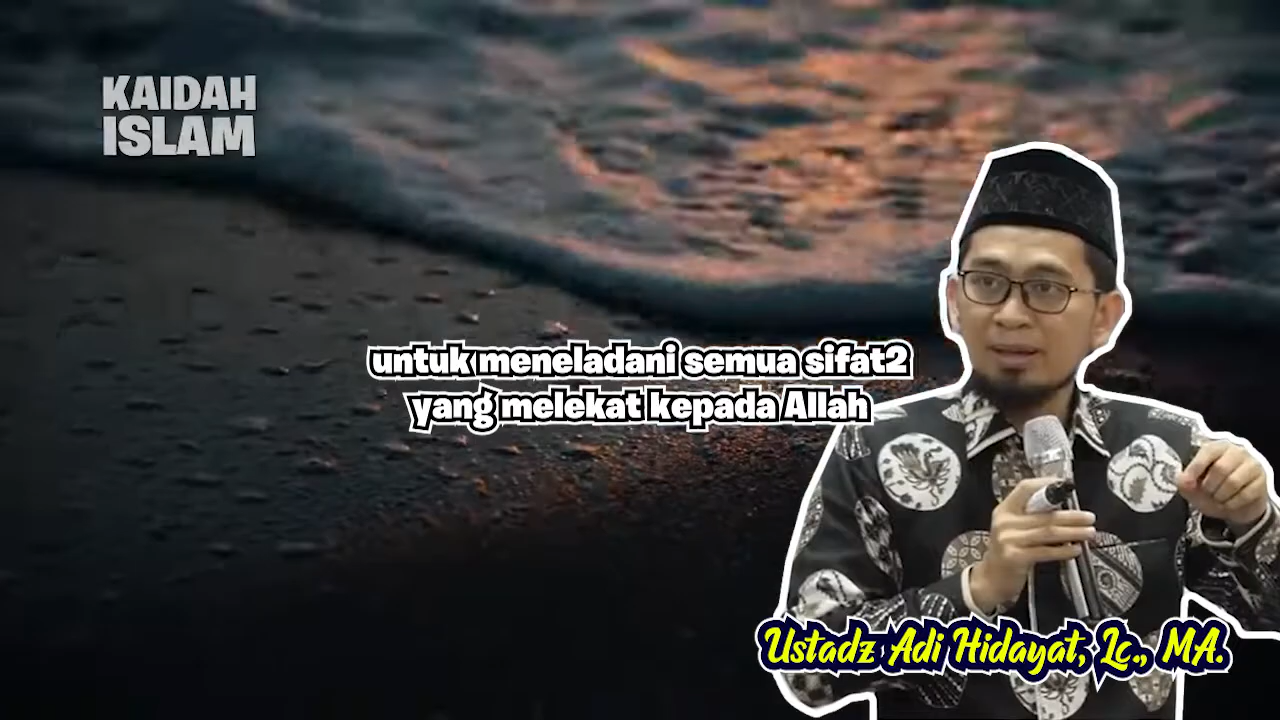 KAIDAH
ISLAM
untuk meneladani semua sifat2
yang melekat kepada Allah
Ustadz Adi Hidayat, Lc., MA.